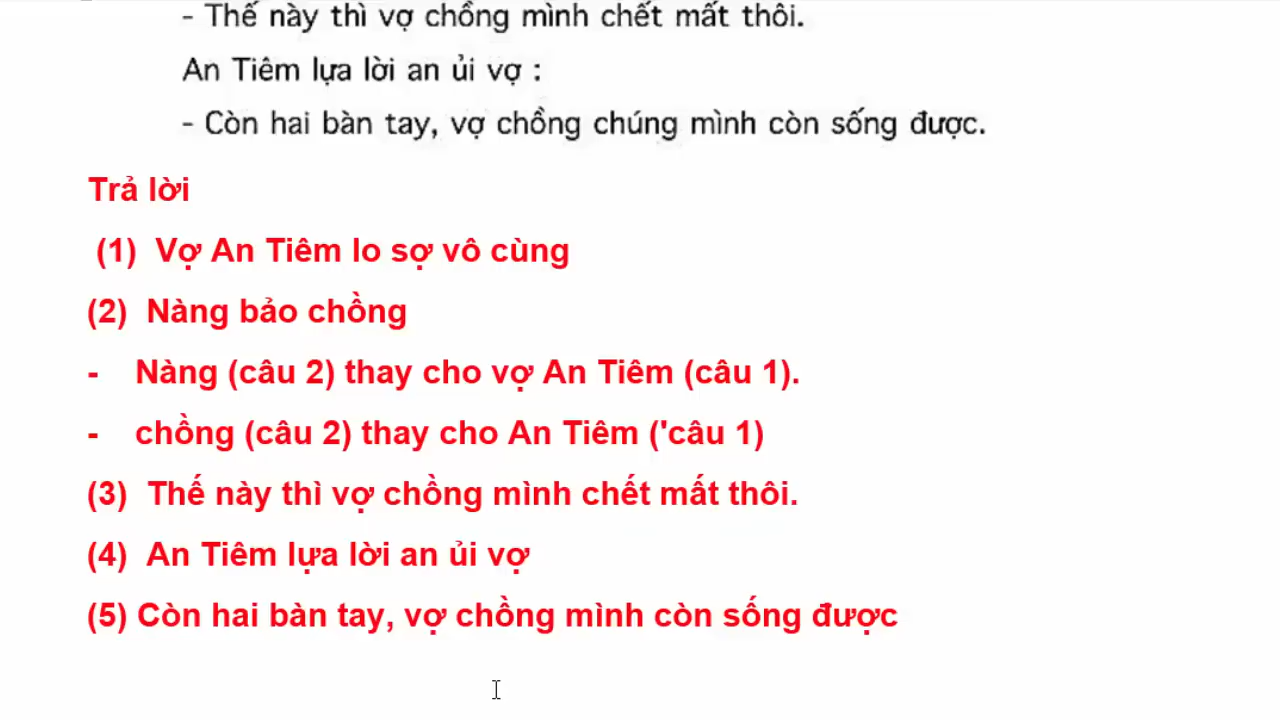 - Thế này thì vợ chồng mình chết mất thôi.
An Tiêm lựa lời an ủi vợ :
- Còn hai bàn tay, vợ chồng chúng mình còn sống được.
Trả lời
(1) Vợ An Tiêm lo sợ vô cùng
(2) Nàng bảo chồng
- Nàng (câu 2) thay cho vợ An Tiêm (câu 1).
- chồng (câu 2) thay cho An Tiêm ('câu 1)
(3) Thế này thì vợ chồng mình chết mất thôi.
(4) An Tiêm lựa lời an ủi vợ
(5) Còn hai bàn tay, vợ chồng mình còn sống được